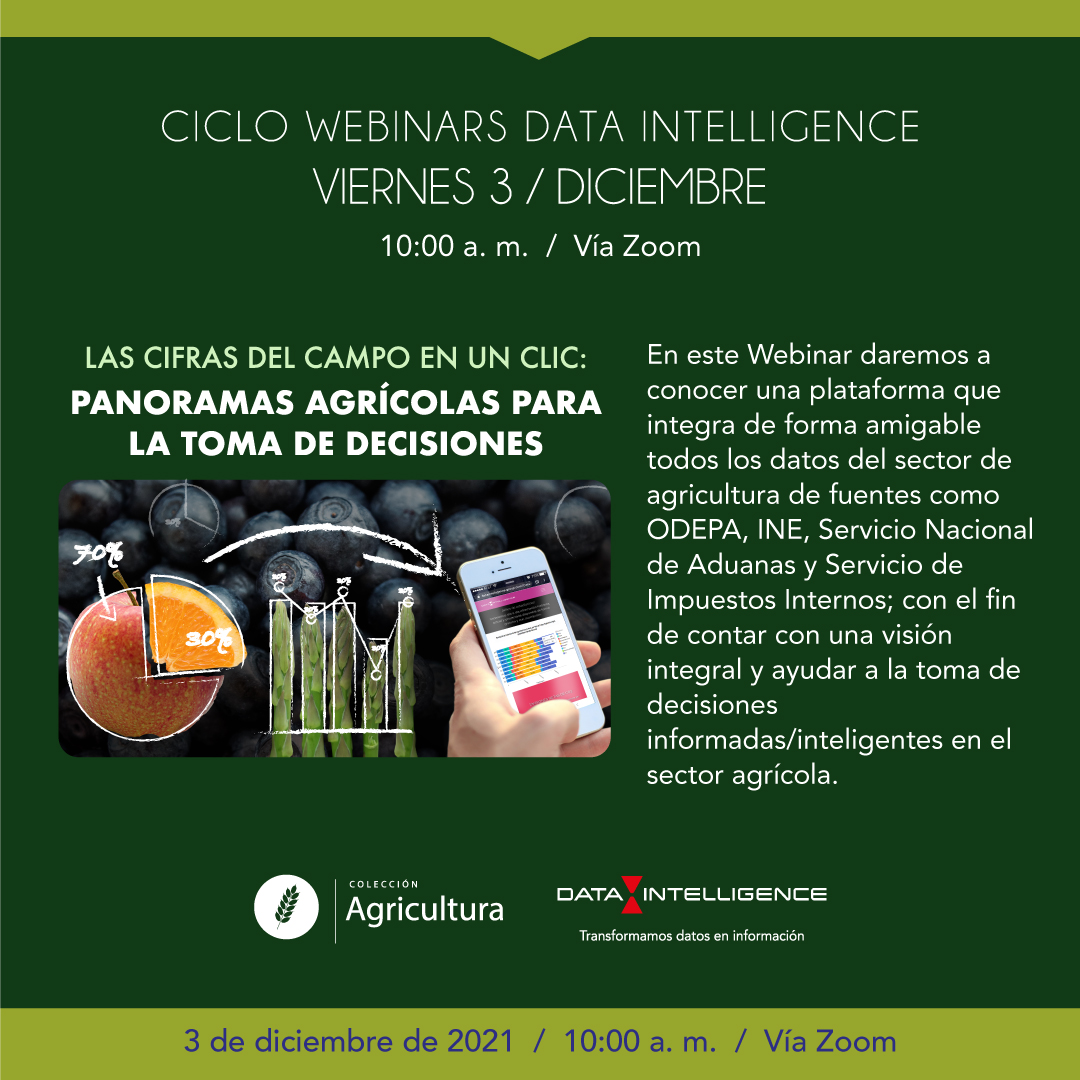 CICLO WEBINARS DATA INTELLIGENCE
VIERNES 3 / DICIEMBRE
10:00 a. m. / Vía Zoom
LAS CIFRAS DEL CAMPO EN UN CLIC:
PANORAMAS AGRÍCOLAS PARA
LA TOMA DE DECISIONES
70%
30%
En este Webinar daremos a
conocer una plataforma que
integra de forma amigable
todos los datos del sector de
agricultura de fuentes como
ODEPA, INE, Servicio Nacional
de Aduanas y Servicio de
Impuestos Internos; con el fin
de contar con una visión
integral y ayudar a la toma de
decisiones
informadas/inteligentes en el
sector agrícola.
COLECCIÓN
Agricultura
DATA INTELLIGENCE
Transformamos datos en información
3 de diciembre de 2021 / 10:00 a. m. / Vía Zoom